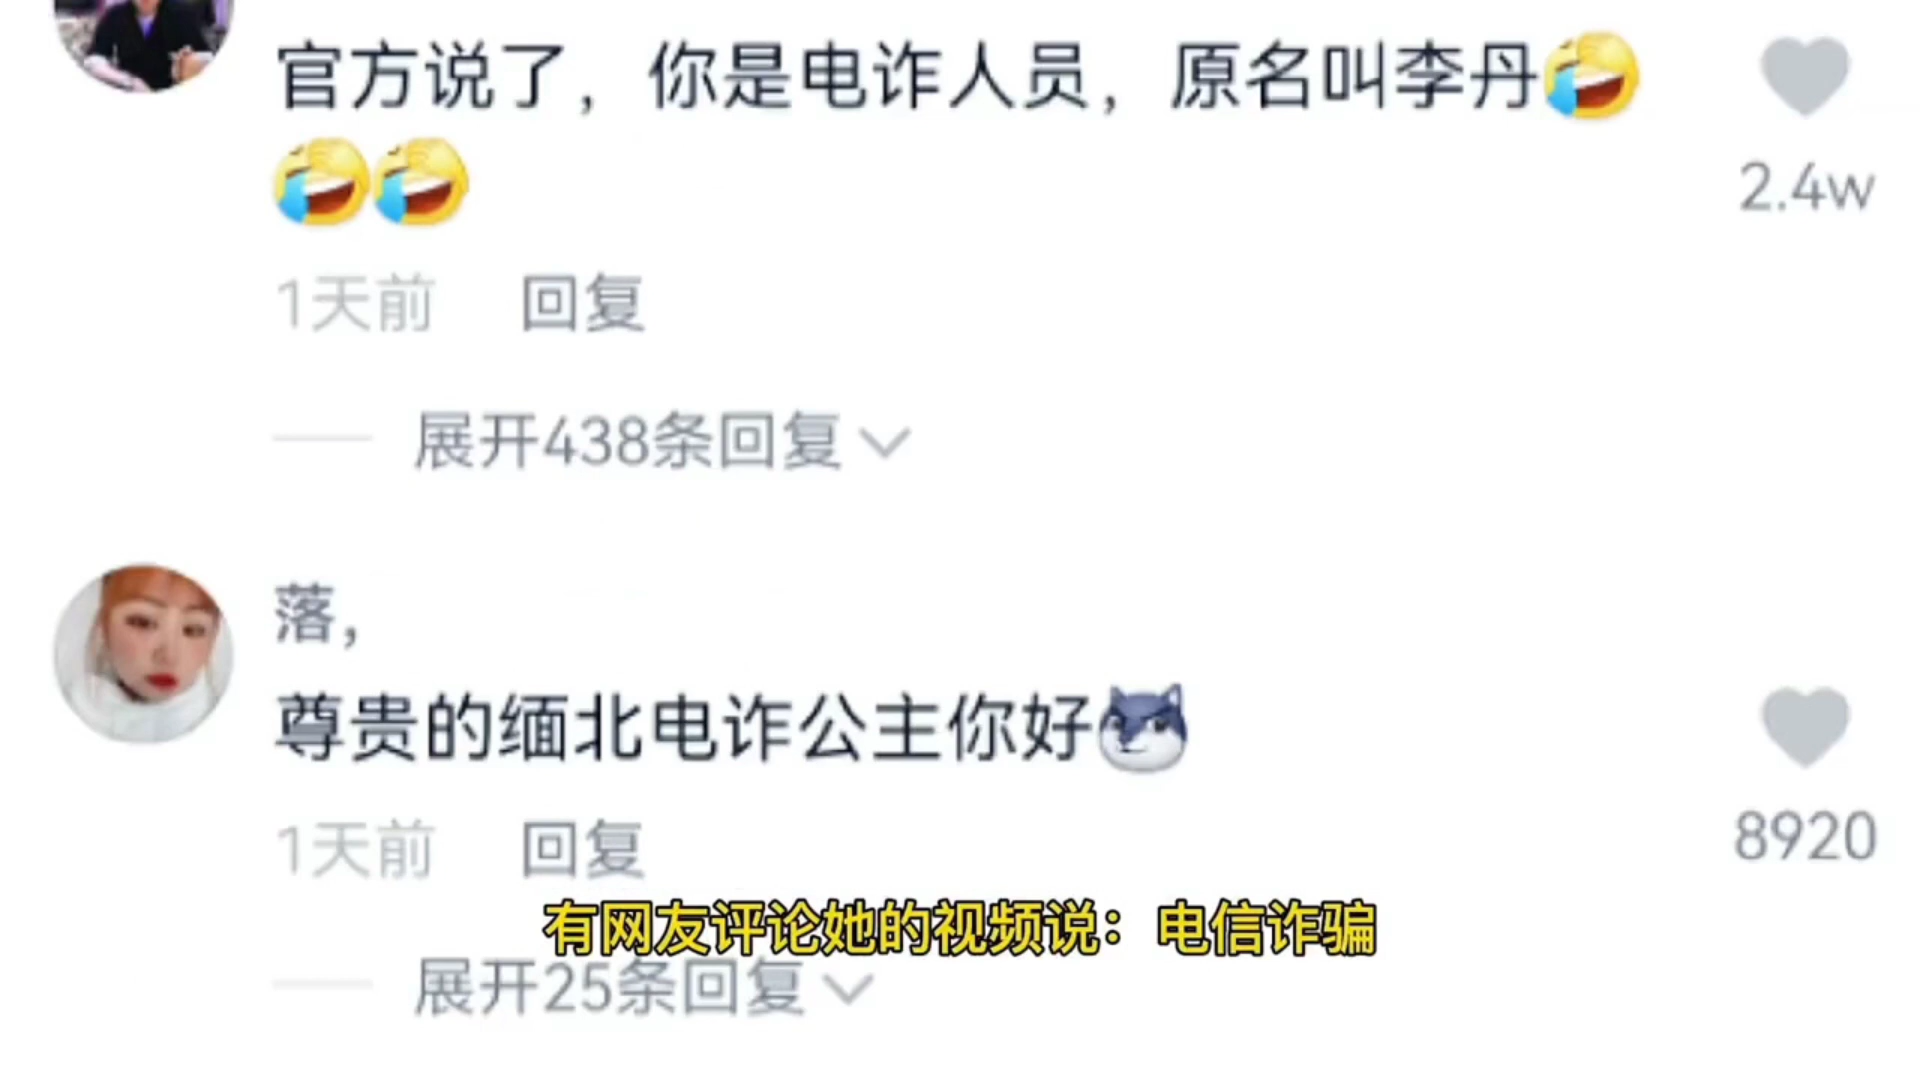 官方说了，你是电诈人员，原名叫李丹🤣
🤣🤣
2.4w
1天前 回复
展开438条回复
落，
尊贵的缅北电诈公主你好
8920
1天前 回复
有网友评论她的视频说：电信诈骗
展开25条回复